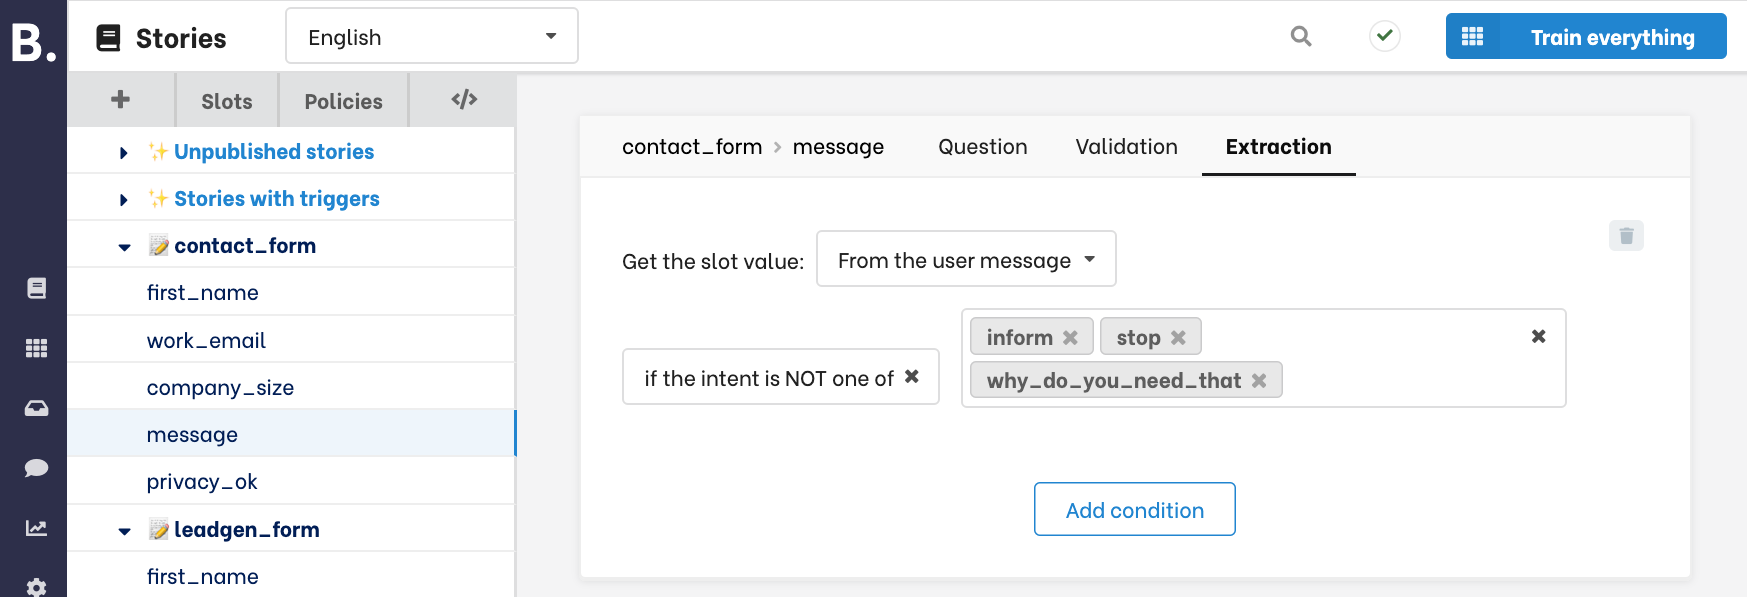 B.
Stories
English
Train everything
Slots
Policies
</>
Unpublished stories
Stories with triggers
contact_form
first_name
work_email
company_size
message
privacy_ok
leadgen_form
first_name
contact_form > message
Question
Validation
Extraction
Get the slot value:
From the user message
if the intent is NOT one of
inform
stop
why_do_you_need_that
Add condition